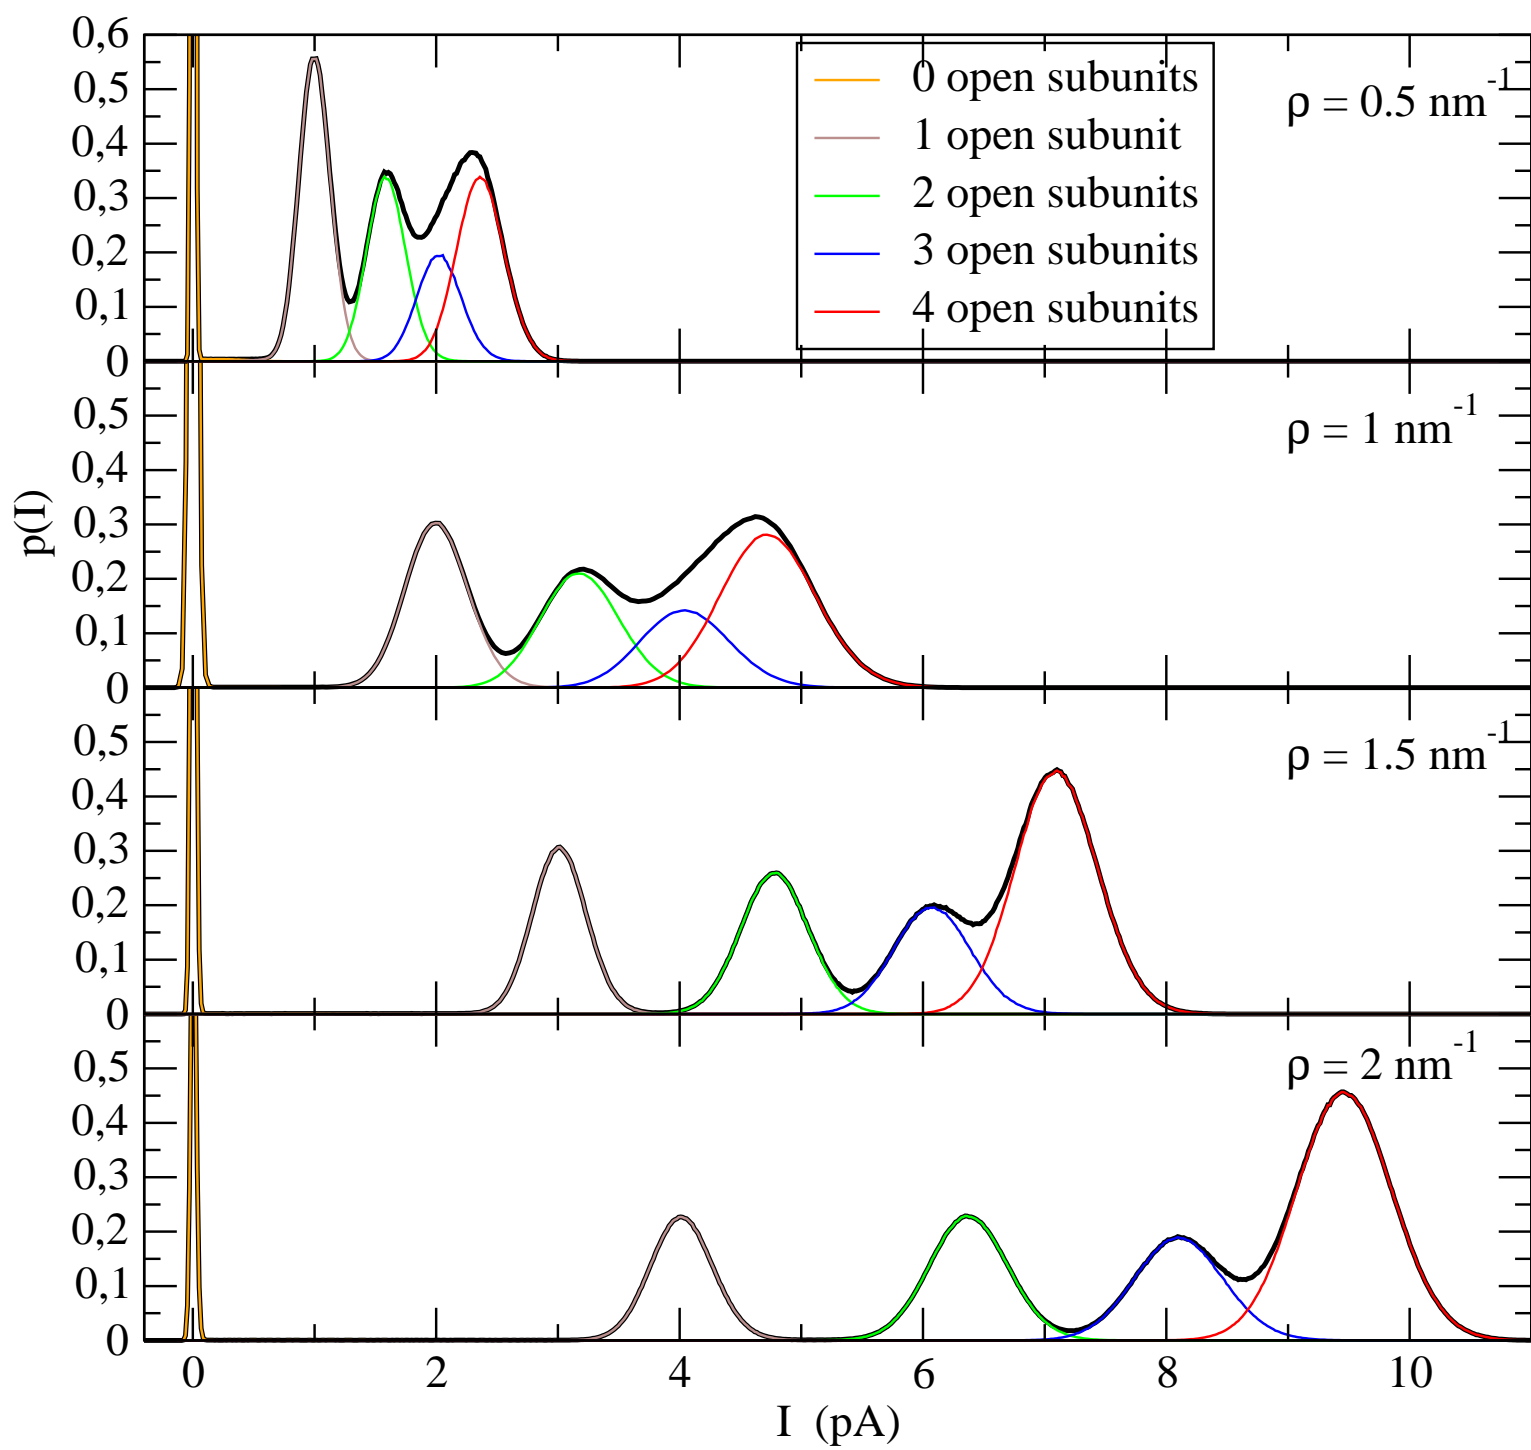 0,6
0,5
0,4
0,3
0,2
0,1
0
0 open subunits
1 open subunit
2 open subunits
3 open subunits
4 open subunits
ρ = 0.5 nm⁻¹
0,5
0,4
0,3
0,2
0,1
0
ρ = 1 nm⁻¹
p(I)
0,5
0,4
0,3
0,2
0,1
0
ρ = 1.5 nm⁻¹
0,5
0,4
0,3
0,2
0,1
0
ρ = 2 nm⁻¹
0 2 4 6 8 10
I (pA)